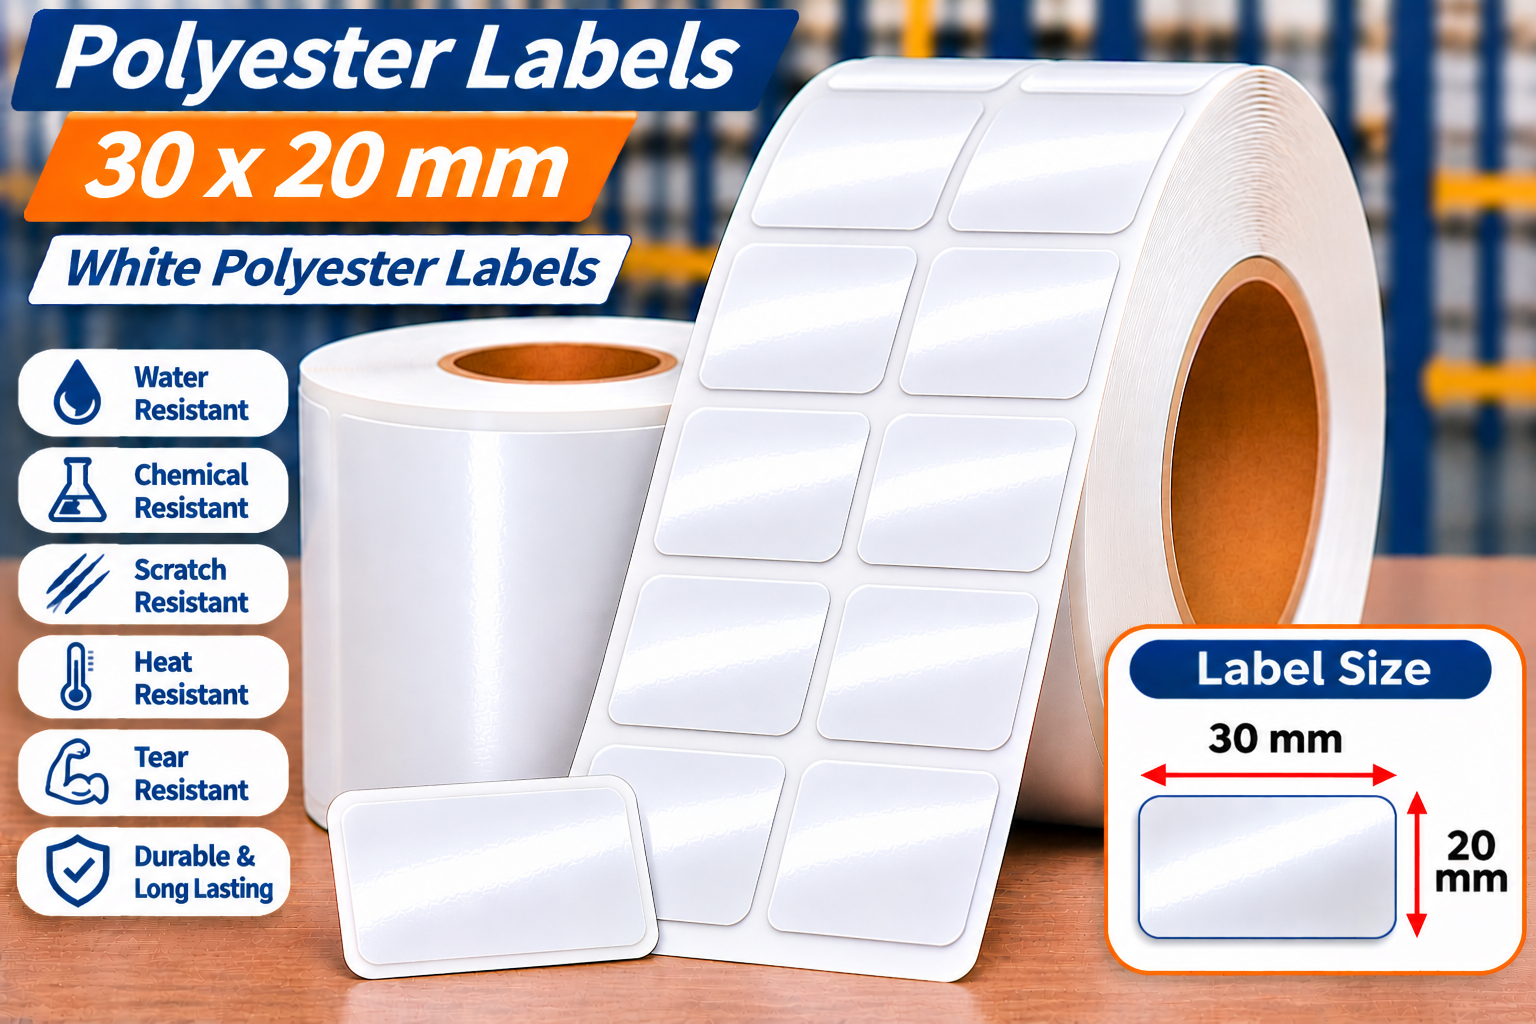 Polyester Labels
30 x 20 mm
White Polyester Labels
Water
Resistant
Chemical
Resistant
Scratch
Resistant
Heat
Resistant
Tear
Resistant
Durable &
Long Lasting
Label Size
30 mm
20
mm